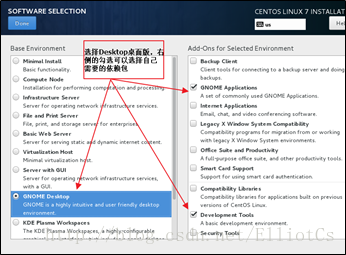 SOFTWARE SELECTION
CENTOS LINUX 7 INSTALLAT
Done
us
Base Environment
Minimal Install
Basic functionality.
Compute Node
Installation for performing computation and processing.
Infrastructure Server
Server for operating network infrastructure services.
File and Print Server
File, print, and storage server for enterprises.
Basic Web Server
Server for serving static and dynamic internet content.
Virtualization Host
Minimal virtualization host.
Server with GUI
Server for operating network infrastructure services, with a GUI.
GNOME Desktop
GNOME is a highly intuitive and user friendly desktop environment.
KDE Plasma Workspaces
The KDE Plasma Workspaces, a highly-configurable
选择Desktop桌面版，右
侧的勾选可以选择自己
需要的依赖包
Add-Ons for Selected Environment
Backup Client
Client tools for connecting to a backup server and doing
backups.
GNOME Applications
A set of commonly used GNOME Applications.
Internet Applications
Email, chat, and video conferencing software.
Legacy X Window System Compatibility
Compatibility programs for migration from or working
with legacy X Window System environments.
Office Suite and Productivity
A full-purpose office suite, and other productivity tools.
Smart Card Support
Support for using smart card authentication.
Compatibility Libraries
Compatibility libraries for applications built on previous
versions of CentOS Linux.
Development Tools
A basic development environment.
Security Tools